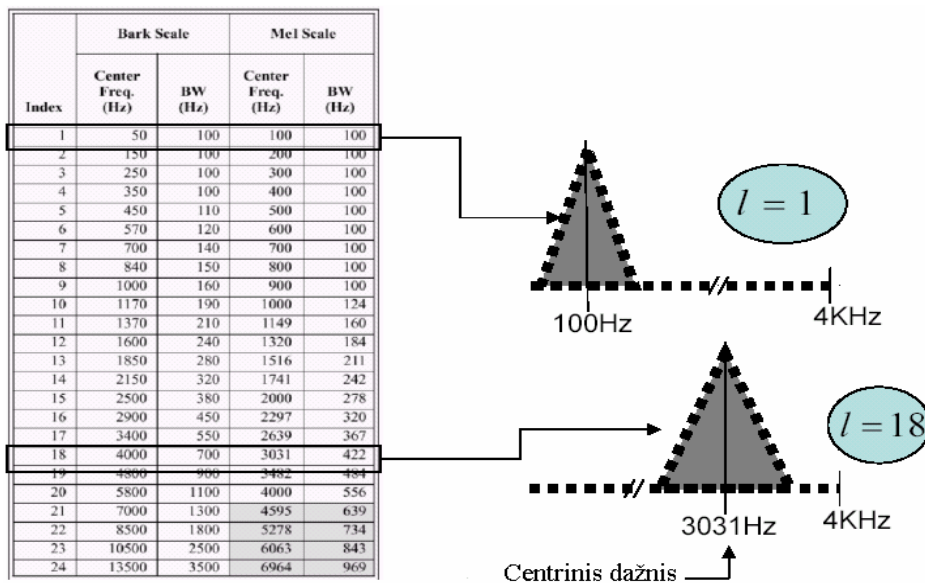 Bark Scale Mel Scale
Index Center Freq. (Hz) BW (Hz) Center Freq. (Hz) BW (Hz)
1 50 100 100 100
2 150 100 200 100
3 250 100 300 100
4 350 100 400 100
5 450 110 500 100
6 570 120 600 100
7 700 140 700 100
8 840 150 800 100
9 1000 160 900 100
10 1170 190 1000 124
11 1370 210 1149 160
12 1600 240 1320 184
13 1850 280 1516 211
14 2150 320 1741 242
15 2500 380 2000 278
16 2900 450 2297 320
17 3400 550 2639 367
18 4000 700 3031 422
19 4800 900 3482 484
20 5800 1100 4000 556
21 7000 1300 4595 639
22 8500 1800 5278 734
23 10500 2500 6063 843
24 13500 3500 6964 969
l = 1
100Hz
4KHz
l = 18
3031Hz
4KHz
Centrinis dažnis